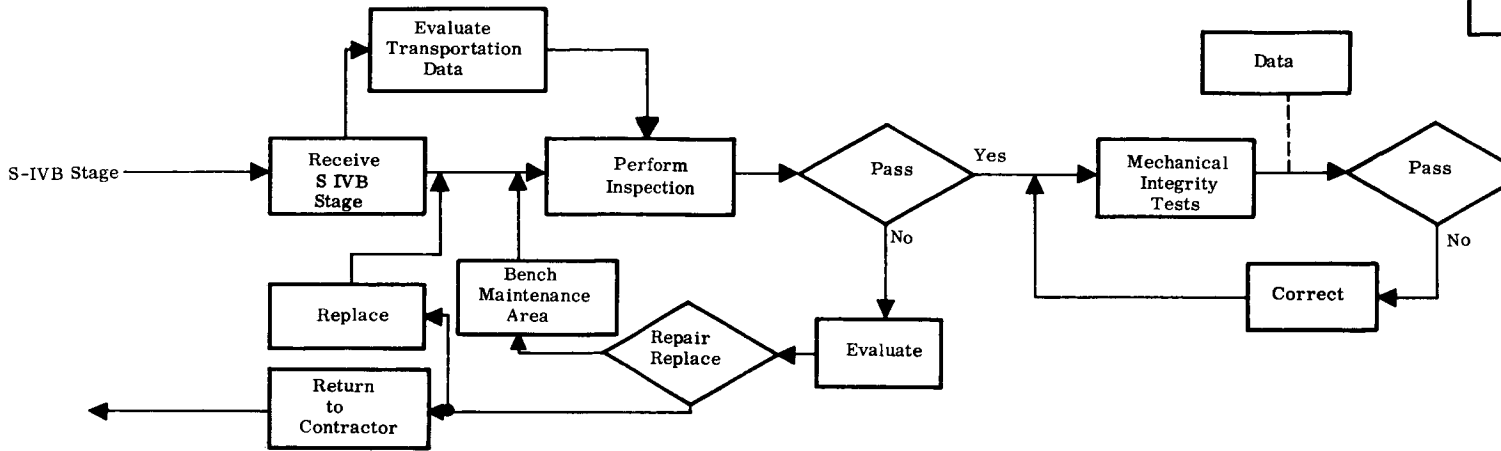 Evaluate
Transportation
Data
Data
S-IVB Stage
Receive
S IVB
Stage
Perform
Inspection
Pass
Yes
Mechanical
Integrity
Tests
Pass
No
No
Bench
Maintenance
Area
Replace
Repair
Replace
Evaluate
Correct
Return
to
Contractor